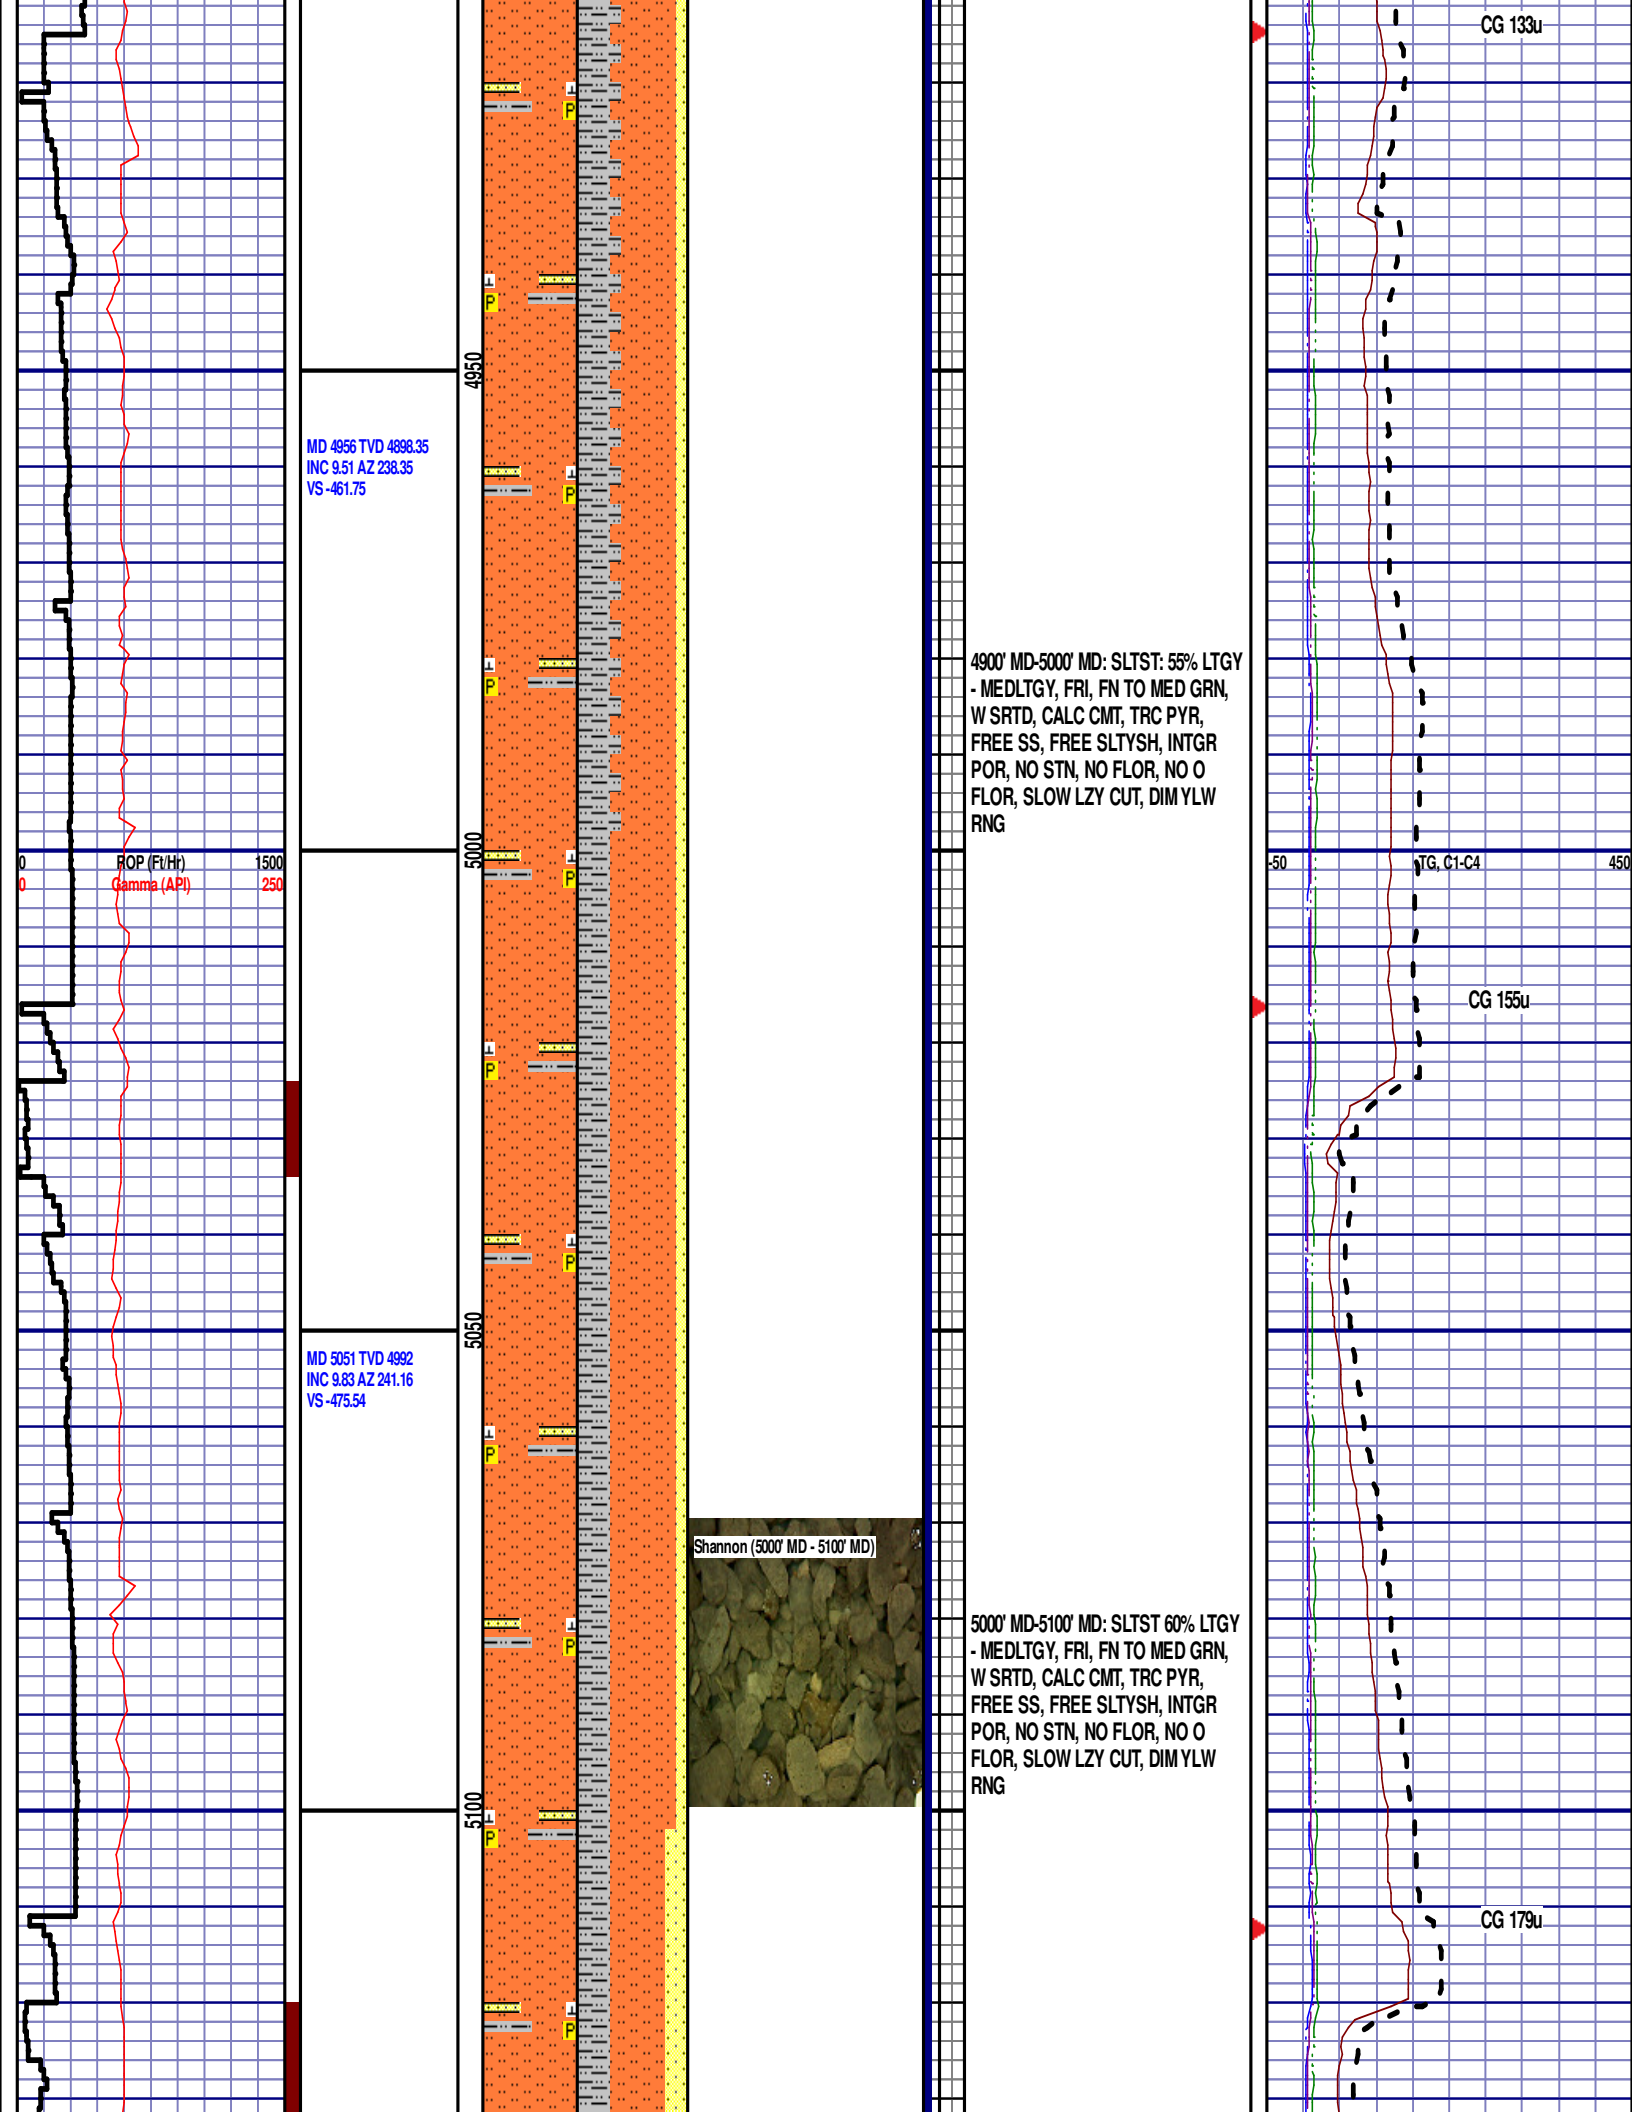 CG 133u
4950
MD 4956 TVD 4898.35
INC 9.51 AZ 238.35
VS -461.75
4900' MD-5000' MD: SLTST: 55% LTGY
- MEDLTGY, FRI, FN TO MED GRN,
W SRTD, CALC CMT, TRC PYR,
FREE SS, FREE SLTYSH, INTGR
POR, NO STN, NO FLOR, NO O
FLOR, SLOW LZY CUT, DIM YLW
RNG
5000
0 ROP (Ft/Hr) 1500
0 Gamma (API) 250
-50 TG, C1-C4 450
CG 155u
5050
MD 5051 TVD 4992
INC 9.83 AZ 241.16
VS -475.54
Shannon (5000' MD - 5100' MD)
5000' MD-5100' MD: SLTST 60% LTGY
- MEDLTGY, FRI, FN TO MED GRN,
W SRTD, CALC CMT, TRC PYR,
FREE SS, FREE SLTYSH, INTGR
POR, NO STN, NO FLOR, NO O
FLOR, SLOW LZY CUT, DIM YLW
RNG
5100
CG 179u
P
P
P
P
P
P
P
P
P
P
P